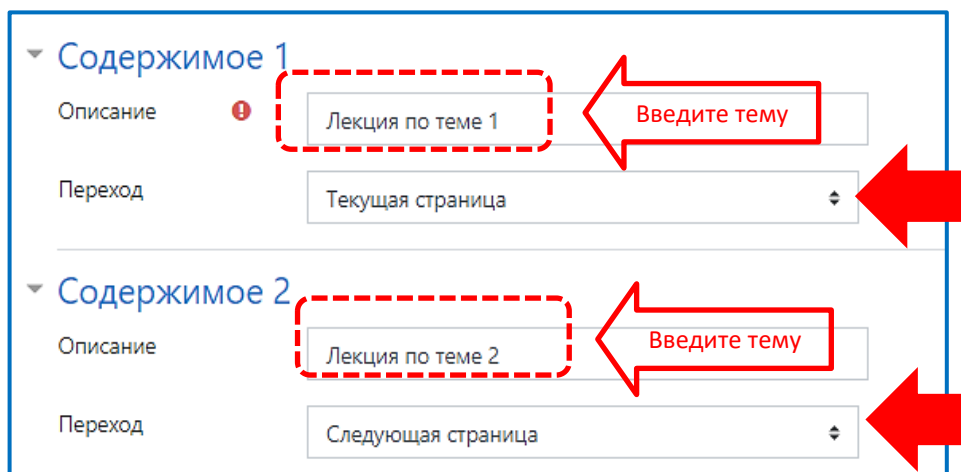 Содержимое 1
Описание
Лекция по теме 1
Введите тему
Переход
Текущая страница
Содержимое 2
Описание
Лекция по теме 2
Введите тему
Переход
Следующая страница